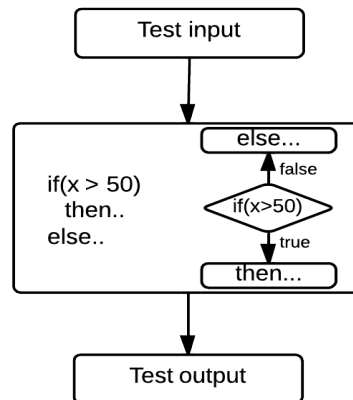 Test input
if(x > 50)
then..
else..
else...
false
if(x>50)
true
then...
Test output